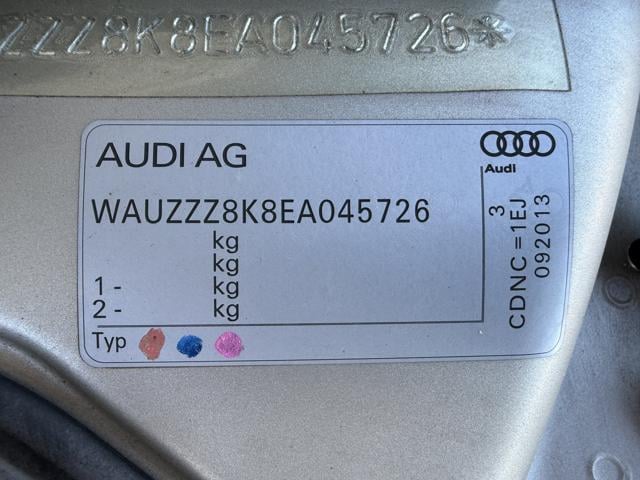 ZZZ8K8EA045726*
AUDI AG
Audi
WAUZZZ8K8EA045726
kg
kg
1 - kg
2 - kg
Typ
3
CDNC = 1EJ
092013